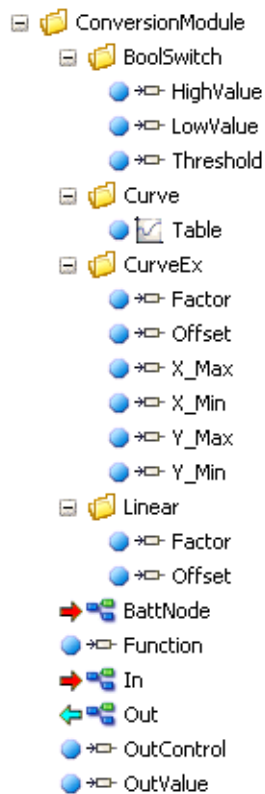 ConversionModule
BoolSwitch
HighValue
LowValue
Threshold
Curve
Table
CurveEx
Factor
Offset
X_Max
X_Min
Y_Max
Y_Min
Linear
Factor
Offset
BattNode
Function
In
Out
OutControl
OutValue